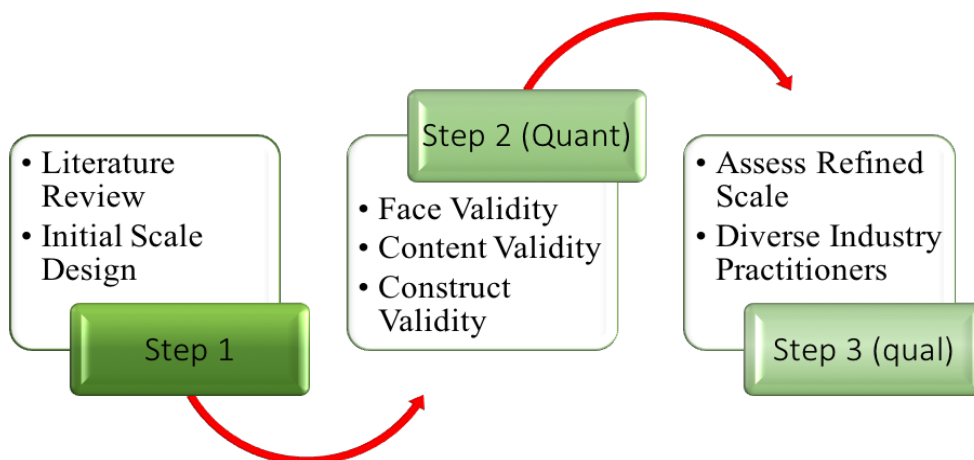 • Literature
Review
• Initial Scale
Design
Step 1
Step 2 (Quant)
• Face Validity
• Content Validity
• Construct
Validity
• Assess Refined
Scale
• Diverse Industry
Practitioners
Step 3 (qual)